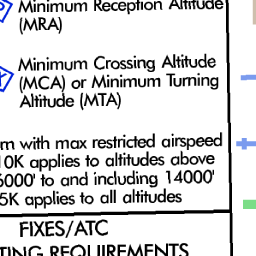 Minimum Reception Altitude
(MRA)
Minimum Crossing Altitude
(MCA) or Minimum Turning
Altitude (MTA)
with max restricted airspeed
10K applies to altitudes above
6000' to and including 14000'
5K applies to all altitudes
FIXES/ATC
REQUIREMENTS